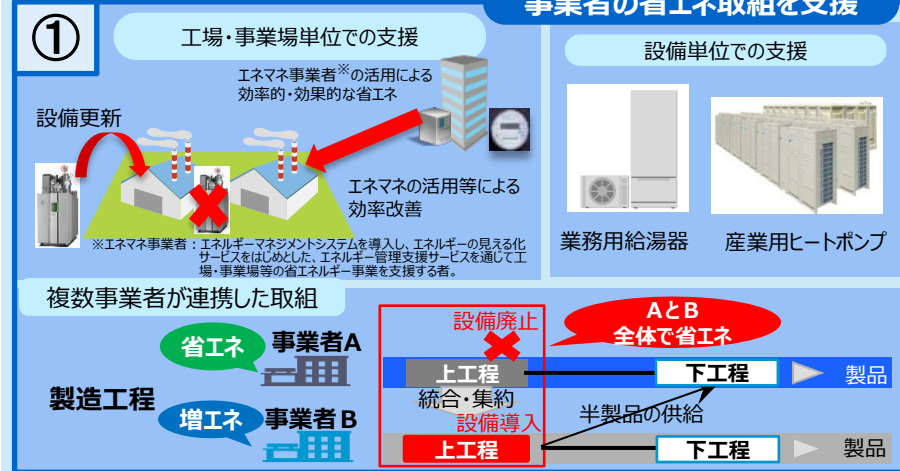 事業者の省エネ取組を支援
①
工場・事業場単位での支援
エネマネ事業者※の活用による
効率的・効果的な省エネ
設備更新
エネマネの活用等による
効率改善
※エネマネ事業者：エネルギーマネジメントシステムを導入し、エネルギーの見える化
サービスをはじめとした、エネルギー管理支援サービスを通じて工
場・事業場等の省エネルギー事業を支援する者。
設備単位での支援
業務用給湯器
産業用ヒートポンプ
複数事業者が連携した取組
製造工程
省エネ
事業者A
増エネ
事業者B
設備廃止
AとB
全体で省エネ
上工程
下工程
製品
統合・集約
設備導入
半製品の供給
上工程
下工程
製品